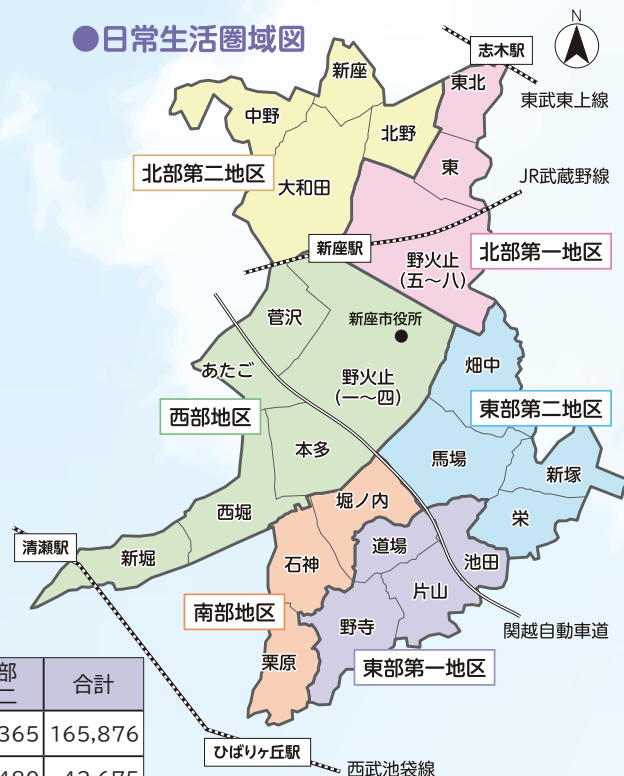 ●日常生活圏域図
N
志木駅
東武東上線
新座
東北
中野
北野
東
北部第二地区
大和田
JR武蔵野線
新座駅
北部第一地区
野火止
(五〜八)
菅沢
新座市役所
あたご
野火止
(一〜四)
畑中
西部地区
東部第二地区
本多
馬場
新塚
堀ノ内
西堀
栄
清瀬駅
新堀
道場
石神
池田
片山
南部地区
野寺
関越自動車道
栗原
東部第一地区
部
二
合計
365
165,876
ひばりヶ丘駅
西武池袋線